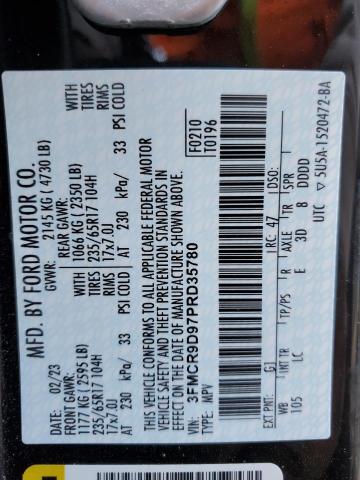 MFD. BY FORD MOTOR CO.
DATE: 02/23 GVWR: 2145 KG ( 4730 LB)
FRONT GAWR: REAR GAWR:
1177 KG ( 2595 LB) 1066 KG ( 2350 LB) WITH
235/65R17 104H 235/65R17 104H TIRES
17x7.0J 17x7.0J RIMS
AT 230 kPa/ 33 PSI COLD AT 230 kPa/ 33 PSI COLD
THIS VEHICLE CONFORMS TO ALL APPLICABLE FEDERAL MOTOR
VEHICLE SAFETY AND THEFT PREVENTION STANDARDS IN
EFFECT ON THE DATE OF MANUFACTURE SHOWN ABOVE.
VIN: 3FMCR9D97PRD35780 F0210
TYPE: MPV T0196
EXT PNT: G1 RC: 47 DSO:
WB INT TR TP/PS R AXLE TR SPR
105 LC E 3D 8 DDDD
UTC 5U5A-1520472-BA